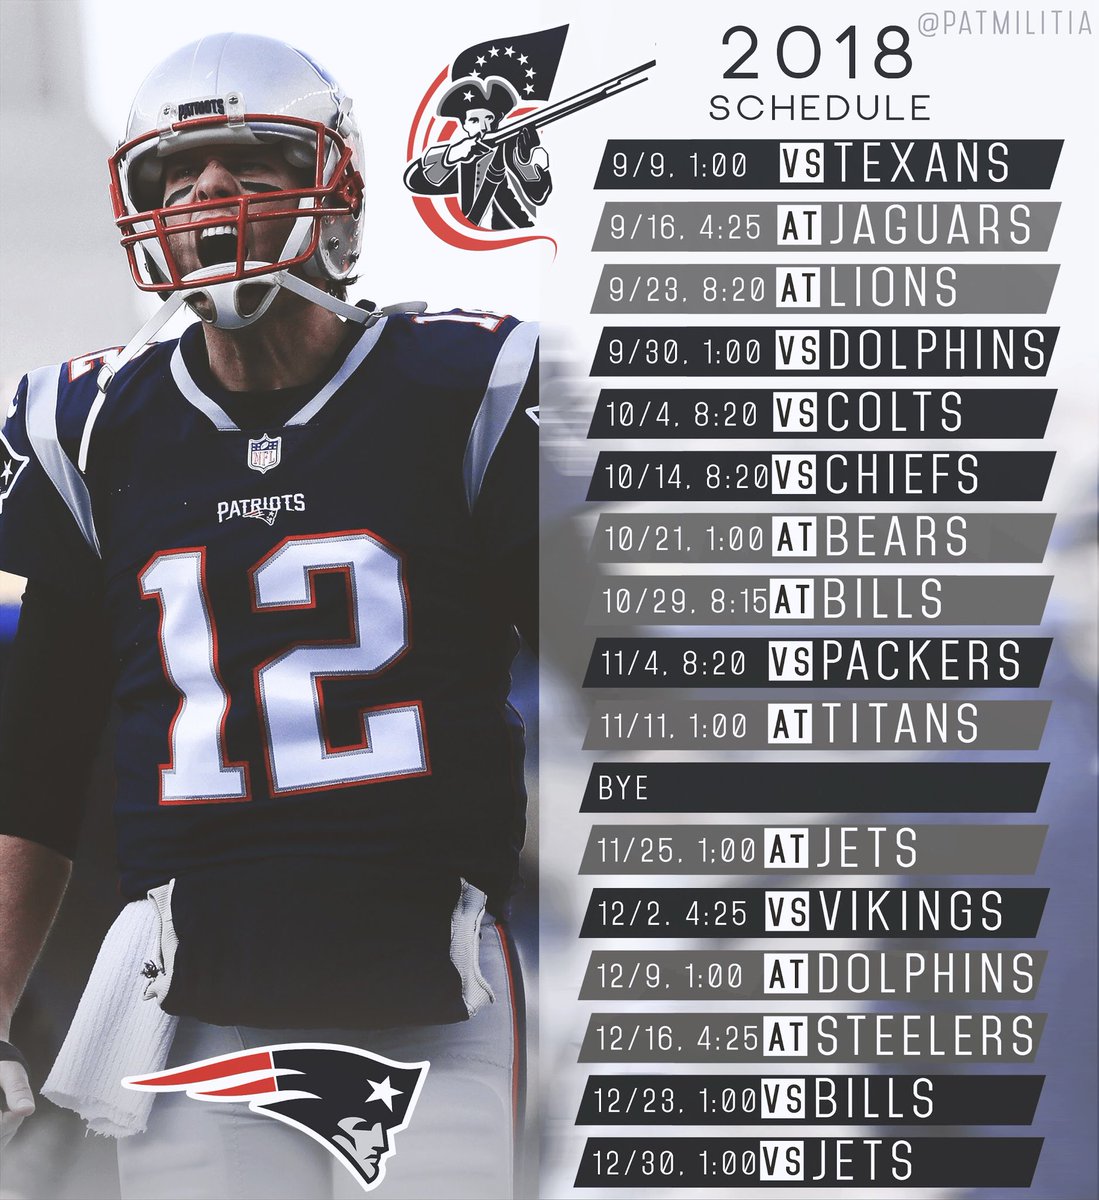 @PATMILITIA
2018
SCHEDULE
9/9, 1:00 VS TEXANS
9/16, 4:25 AT JAGUARS
9/23, 8:20 AT LIONS
9/30, 1:00 VS DOLPHINS
10/4, 8:20 VS COLTS
10/14, 8:20 VS CHIEFS
10/21, 1:00 AT BEARS
10/29, 8:15 AT BILLS
11/4, 8:20 VS PACKERS
11/11, 1:00 AT TITANS
BYE
11/25, 1:00 AT JETS
12/2, 4:25 VS VIKINGS
12/9, 1:00 AT DOLPHINS
12/16, 4:25 AT STEELERS
12/23, 1:00 VS BILLS
12/30, 1:00 VS JETS
PATRIOTS
12
NFL
PATRIOTS
12